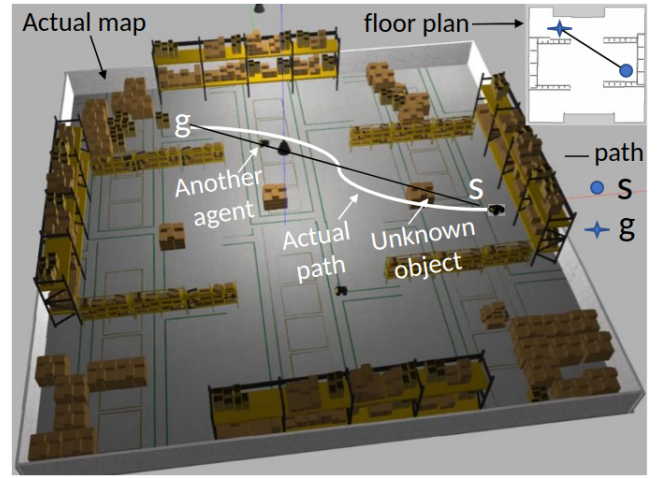 Actual map
floor plan
path
S
g
g
S
Another
agent
Actual
path
Unknown
object